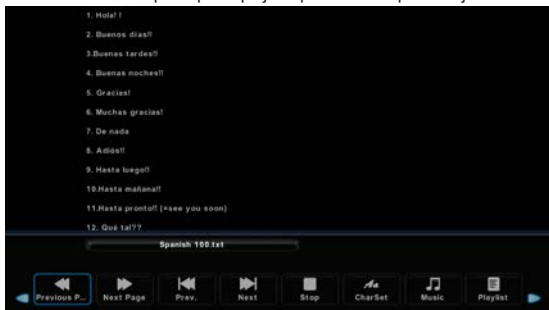 1. Hola! !
2. Buenos días!!
3.Buenas tardes!!
4. Buenas noches!!
5. Gracias!
6. Muchas gracias!
7. De nada
8. Adiós!!
9. Hasta luego!!
10.Hasta mañana!!
11.Hasta pronto!! (=see you soon)
12. Qué tal??
Spanish 100.txt
Previous P... Next Page Prev. Next Stop CharSet Music Playlist